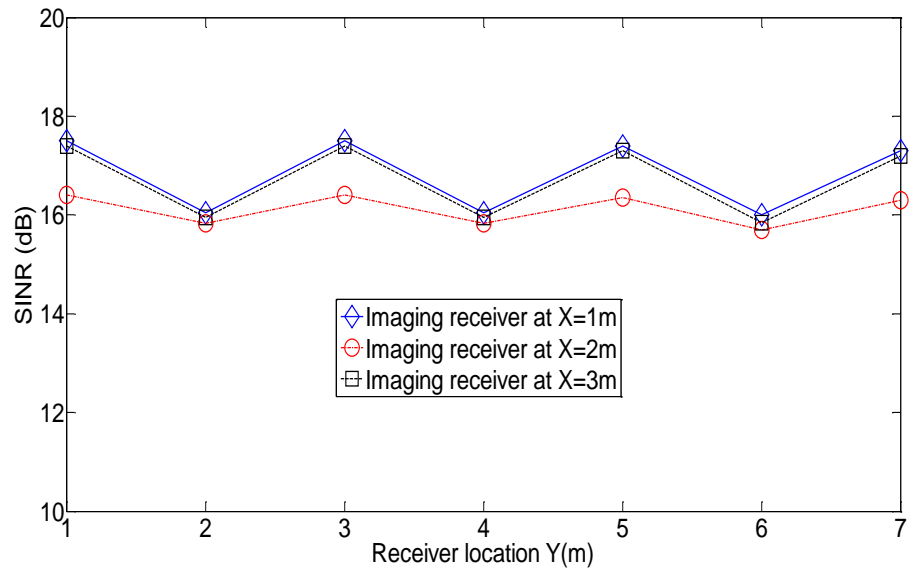 20
18
16
14
12
10
SINR (dB)
Imaging receiver at X=1m
Imaging receiver at X=2m
Imaging receiver at X=3m
1 2 3 4 5 6 7
Receiver location Y(m)